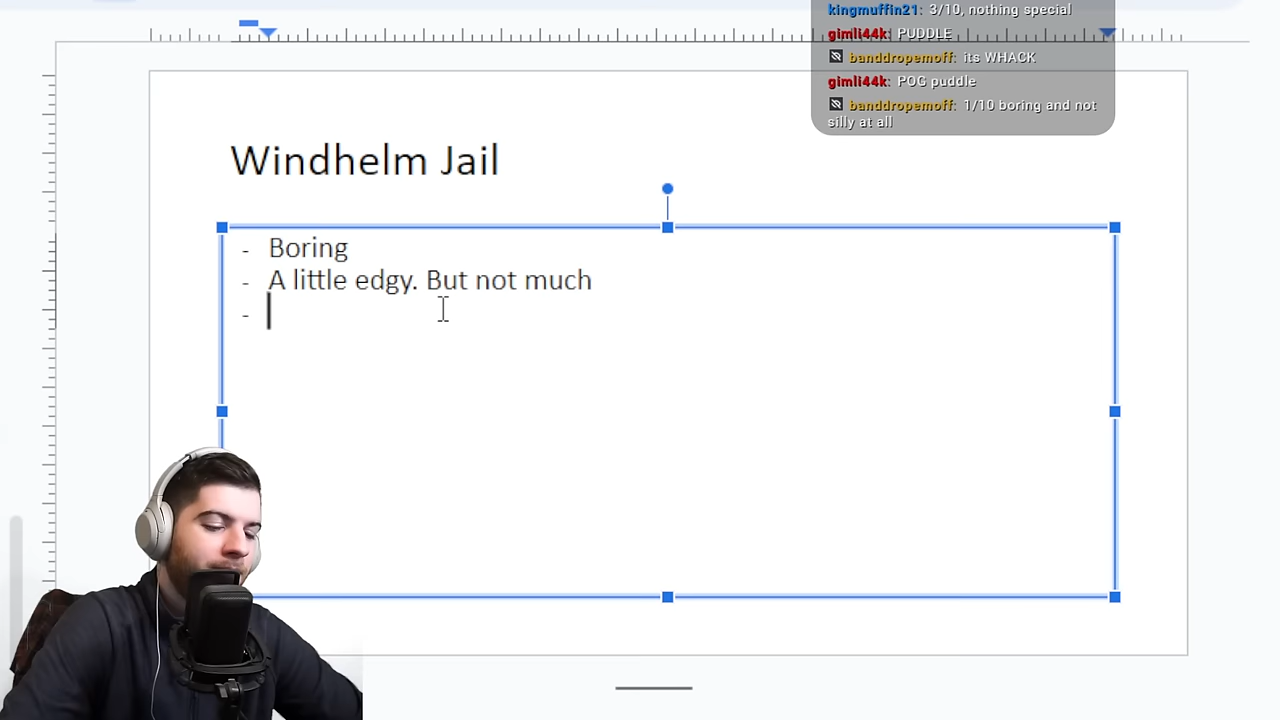 kingmuffin21: 3/10, nothing special
gimli44k: PUDDLE
banddropemoff: its WHACK
gimli44k: POG puddle
banddropemoff: 1/10 boring and not
silly at all
Windhelm Jail
- Boring
- A little edgy. But not much
-